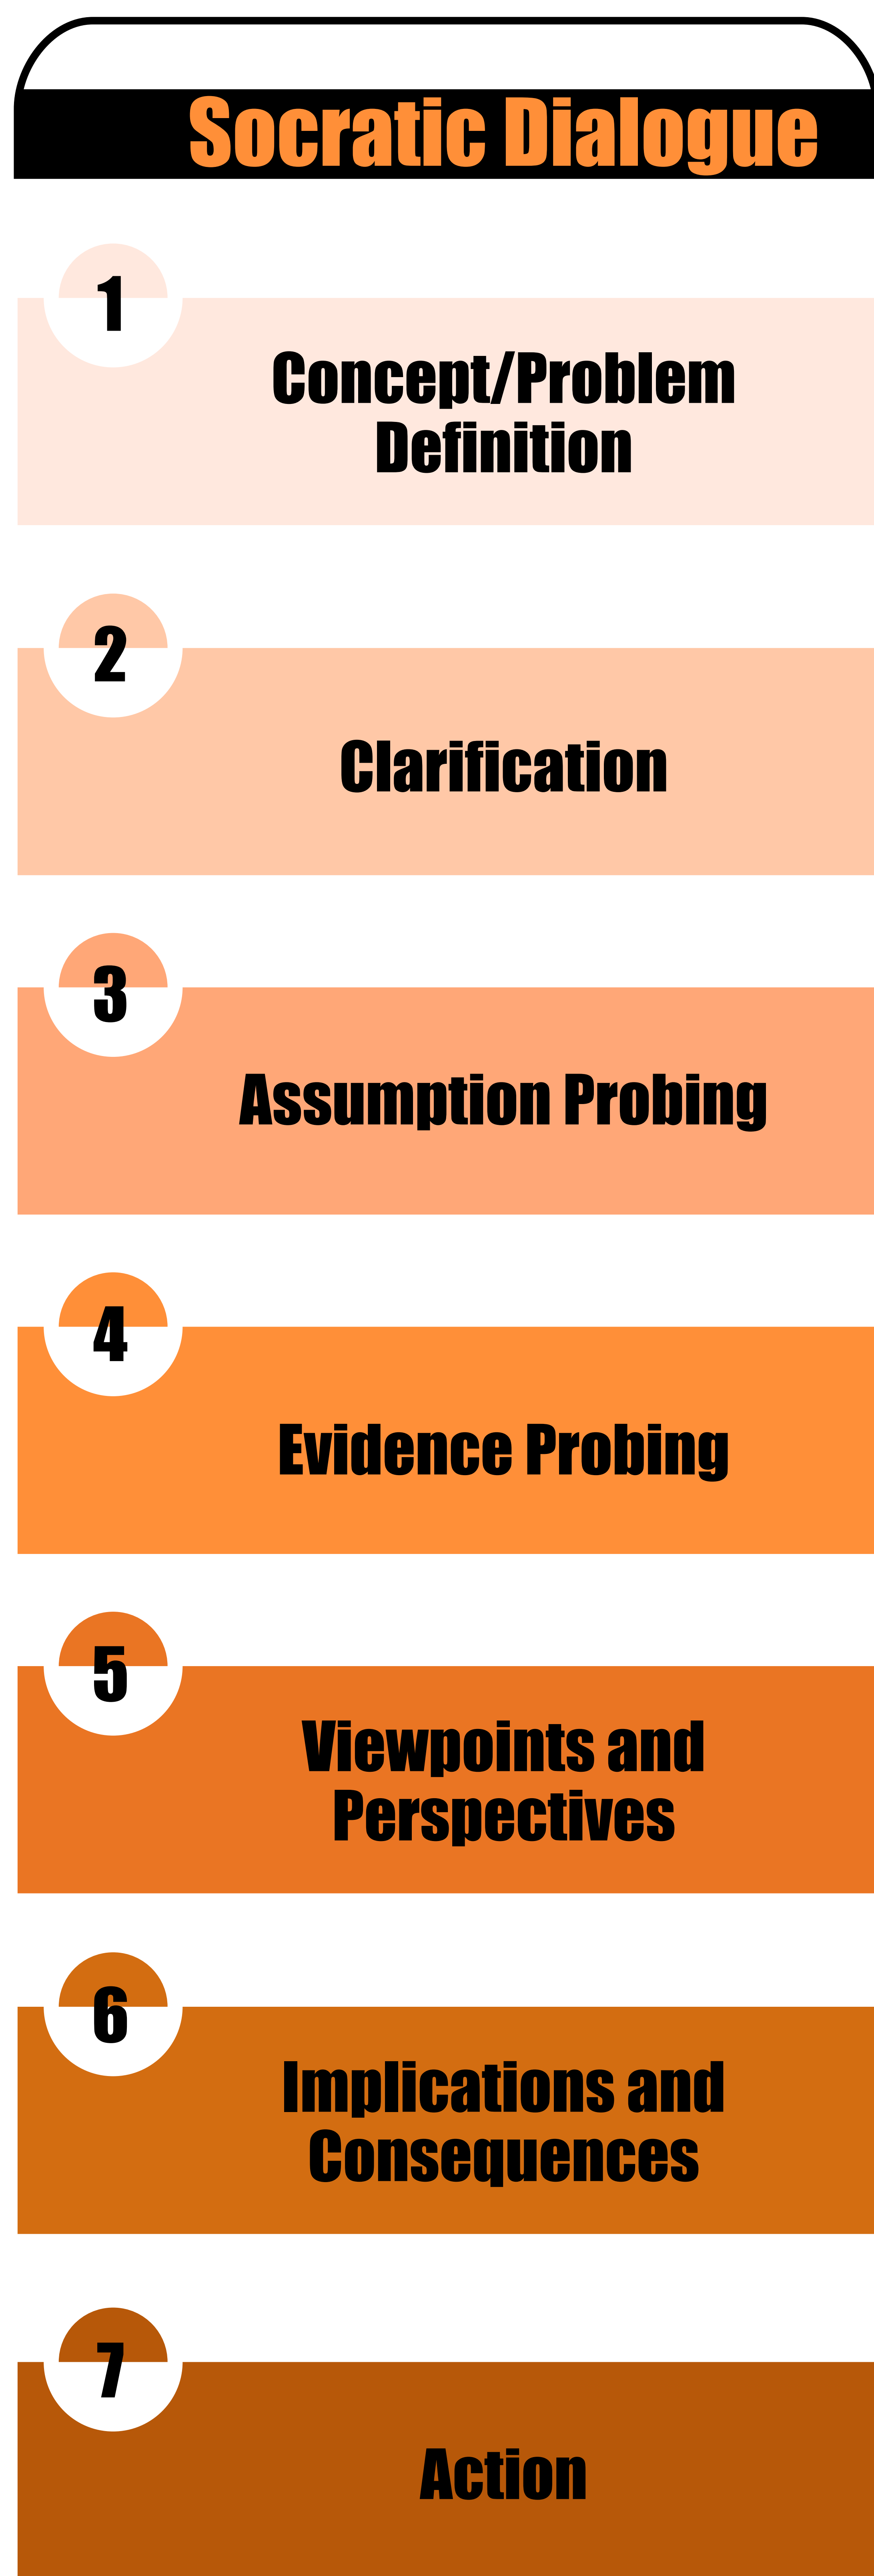 Socratic Dialogue
1
Concept/Problem
Definition
2
Clarification
3
Assumption Probing
4
Evidence Probing
5
Viewpoints and
Perspectives
6
Implications and
Consequences
7
Action